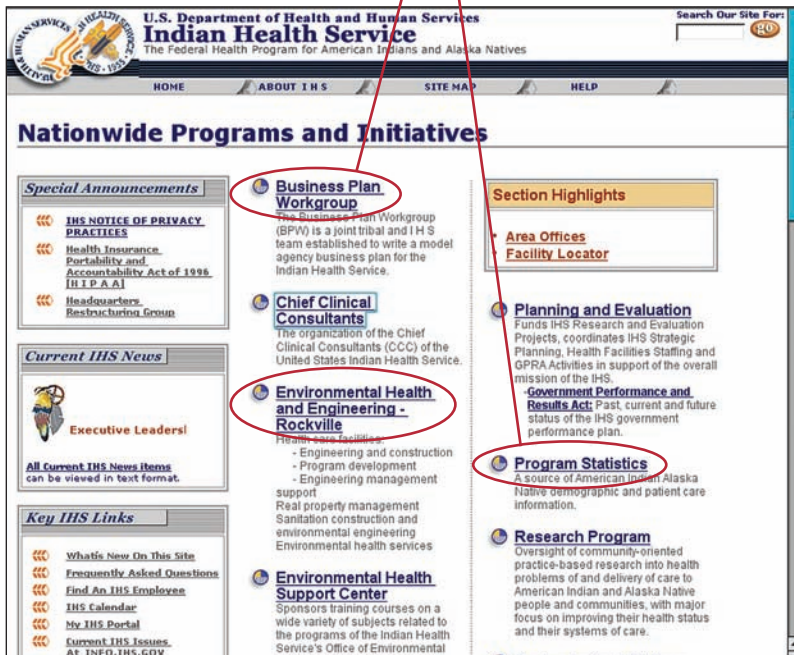 U.S. Department of Health and Human Services
Indian Health Service
The Federal Health Program for American Indians and Alaska Natives
Search Our Site For:
go
HOME
ABOUT I H S
SITE MAP
HELP
Nationwide Programs and Initiatives
Special Announcements
IHS NOTICE OF PRIVACY
PRACTICES
Health Insurance
Portability and
Accountability Act of 1996
[H I P A A]
Headquarters
Restructuring Group
Current IHS News
Executive Leaders!
All Current IHS News items
can be viewed in text format.
Key IHS Links
What's New On This Site
Frequently Asked Questions
Find An IHS Employee
IHS Calendar
My IHS Portal
Current IHS Issues
At INFO.IHS.GOV
Business Plan
Workgroup
The Business Plan Workgroup
(BPW) is a joint tribal and I H S
team established to write a model
agency business plan for the
Indian Health Service.
Chief Clinical
Consultants
The organization of the Chief
Clinical Consultants (CCC) of the
United States Indian Health Service.
Environmental Health
and Engineering -
Rockville
Health care facilities:
- Engineering and construction
- Program development
- Engineering management
support
Real property management
Sanitation construction and
environmental engineering
Environmental health services
Environmental Health
Support Center
Sponsors training courses on a
wide variety of subjects related to
the programs of the Indian Health
Service's Office of Environmental
Section Highlights
Area Offices
Facility Locator
Planning and Evaluation
Funds IHS Research and Evaluation
Projects, coordinates IHS Strategic
Planning, Health Facilities Staffing and
GPRA Activities in support of the overall
mission of the IHS.
-Government Performance and
Results Act: Past, current and future
status of the IHS government
performance plan.
Program Statistics
A source of American Indian Alaska
Native demographic and patient care
information.
Research Program
Oversight of community-oriented
practice-based research into health
problems of and delivery of care to
American Indian and Alaska Native
people and communities, with major
focus on improving their health status
and their systems of care.